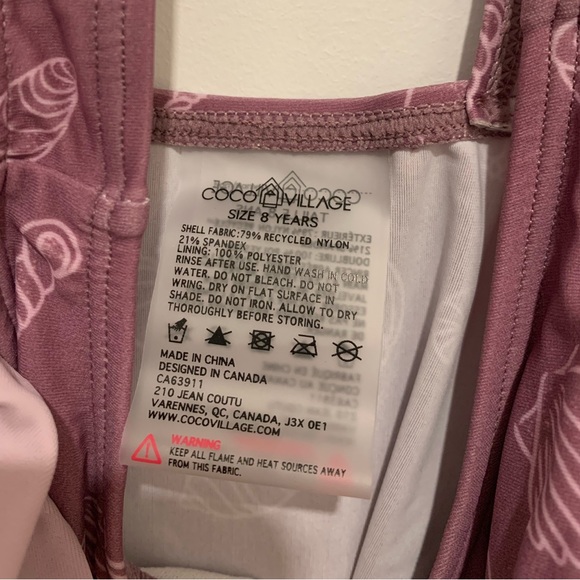 COCO VILLAGE
SIZE 8 YEARS
SHELL FABRIC:79% RECYCLED NYLON,
21% SPANDEX
LINING: 100% POLYESTER
RINSE AFTER USE. HAND WASH IN COLD
WATER. DO NOT BLEACH. DO NOT
WRING. DRY ON FLAT SURFACE IN
SHADE. DO NOT IRON. ALLOW TO DRY
THOROUGHLY BEFORE STORING.
MADE IN CHINA
DESIGNED IN CANADA
CA63911
210 JEAN COUTU
VARENNES, QC, CANADA, J3X 0E1
WWW.COCOVILLAGE.COM
WARNING
KEEP ALL FLAME AND HEAT SOURCES AWAY
FROM THIS FABRIC.